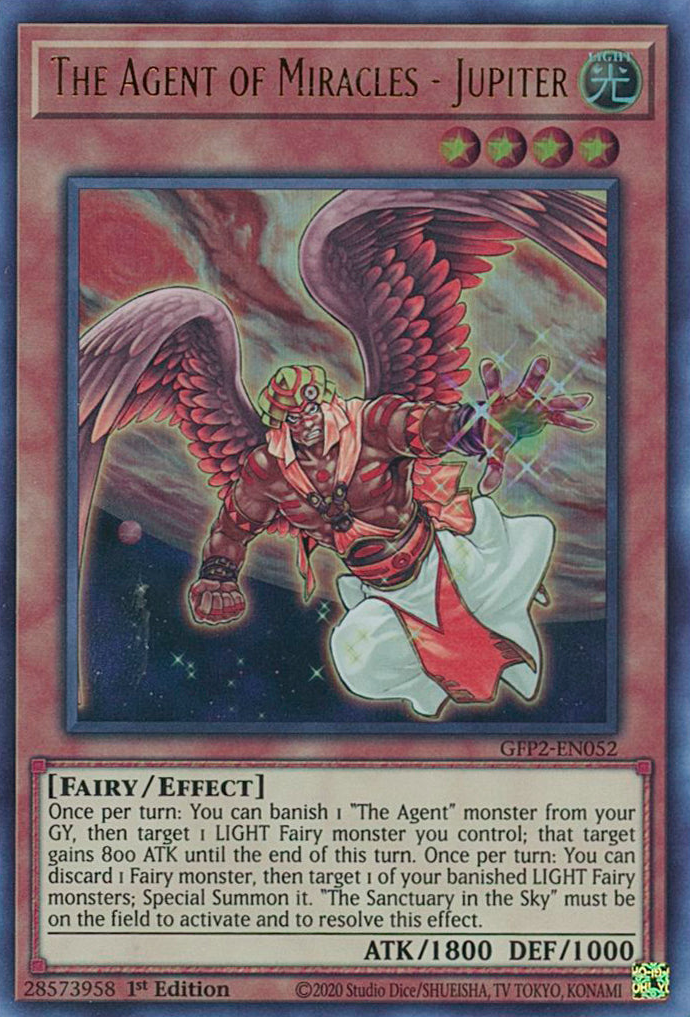 THE AGENT OF MIRACLES - JUPITER
LIGHT
光
GFP2-EN052
[FAIRY/EFFECT]
Once per turn: You can banish 1 "The Agent" monster from your
GY, then target 1 LIGHT Fairy monster you control; that target
gains 800 ATK until the end of this turn. Once per turn: You can
discard 1 Fairy monster, then target 1 of your banished LIGHT Fairy
monsters; Special Summon it. "The Sanctuary in the Sky" must be
on the field to activate and to resolve this effect.
ATK/1800 DEF/1000
28573958 1st Edition ©2020 Studio Dice/SHUEISHA, TV TOKYO, KONAMI